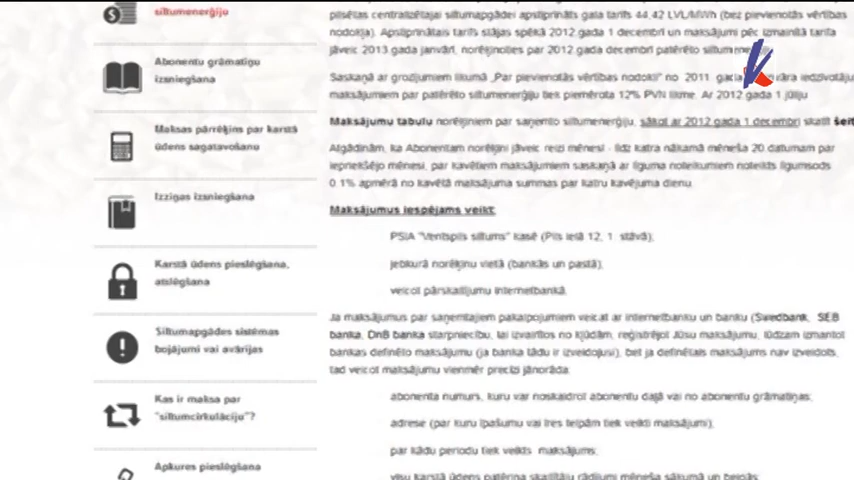 siltumenerģiju
Abonentu grāmatiņu
izsniegšana
Maksas pārrēķins par karstā
ūdens sagatavošanu
Izziņas izsniegšana
Karstā ūdens pieslēgšana,
atslēgšana
Siltumapgādes sistēmas
bojājumi vai avārijas
Kas ir maksa par
"siltumcirkulāciju"?
Apkures pieslēgšana
pilsētas centralizētajai siltumapgādei apstiprināts gala tarifs 44,42 LVL/MWh (bez pievienotās vērtības
nodokļa). Apstiprinātais tarifs stājas spēkā 2012.gada 1.decembrī un maksājumi pēc izmainītā tarifa
jāveic 2013.gada janvārī, norēķinoties par 2012.gada decembrī patērēto
Saskaņā ar grozījumiem likumā „Par pievienotās vērtības nodokli" no 2011. iedzīvotāju
maksājumiem par patērēto siltumenerģiju tiek piemērota 12% PVN likme. Ar 2012.gada 1.jūliju
Maksājumu tabulu norēķiniem par saņemto siltumenerģiju, sākot ar 2012.gada 1.decembri skatīt šeit
Atgādinām, ka Abonentam norēķini jāveic reizi mēnesī - līdz katra nākamā mēneša 20.datumam par
iepriekšējo mēnesi, par kavētiem maksājumiem saskaņā ar līguma noteikumiem noteikts līgumsods
0.1% apmērā no kavētā maksājuma summas par katru kavējuma dienu.
Maksājumus iespējams veikt:
PSIA "Ventspils siltums" kasē (Pils ielā 12, 1. stāvā);
jebkurā norēķinu vietā (bankās un pastā);
veicot pārskaitījumu internetbankā.
Ja maksājumus par saņemtajiem pakalpojumiem veicat ar internetbanku un banku (Swedbank, SEB
banka, DnB banka starpniecību, lai izvairītos no kļūdām, reģistrējot Jūsu maksājumu, lūdzam izmantot
bankas definēto maksājumu (ja banka tādu ir izveidojusi), bet ja definētais maksājums nav izveidots,
tad veicot maksājumu vienmēr precīzi jānorāda:
abonenta numurs, kuru var noskaidrot abonentu daļā vai no abonentu grāmatiņas;
adrese (par kuru īpašumu vai īres telpām tiek veikti maksājumi);
par kādu periodu tiek veikts maksājums;
visu karstā ūdens patēriņa skaitītāju rādījumi mēneša sākumā un beigās;